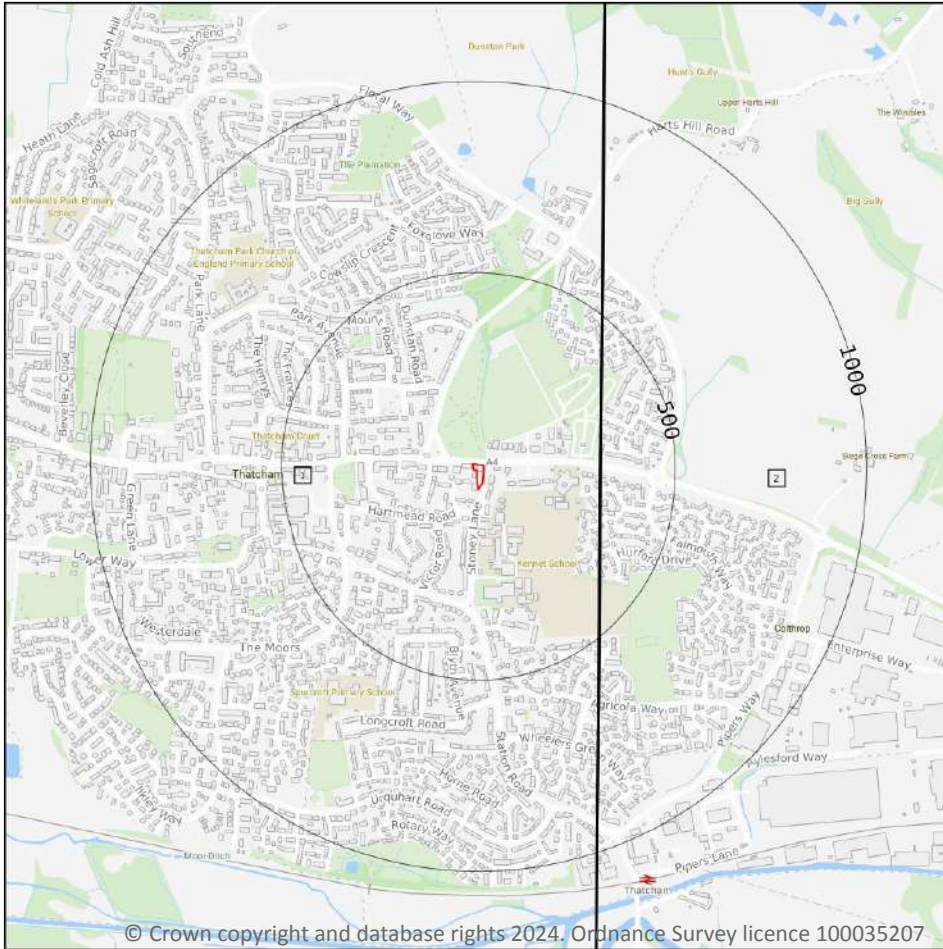 Cold Ash Hill
Southend
Dunston Park
Hunt's Gully
Upper Harts Hill
The Wimbles
Floral Way
Harts Hill Road
Heath Lane
Sagecroft Road
The Plantation
Whitelands Park Primary
School
Big Gully
Foxglove Way
Cowslip Crescent
Thatcham Park Church of
England Primary School
Park Lane
Park Avenue
Mount Road
Dunstan Road
The Henrys
The Frances
Beverley Close
1000
500
Thatcham Court
Thatcham
1
A4
Siege Cross Farm
2
Green Lane
Hartmead Road
Victor Road
Stoney Lane
Kennet School
Hurford Drive
Falmouth Way
Lower Way
Westerdale
The Moors
Colthrop
Enterprise Way
Spurcroft Primary School
Longcroft Road
Agricola Way
Wheelers Green Way
Pipers Way
Aylesford Way
Station Road
Hume Road
Urquhart Road
Rotary Way
Moor Ditch
Pipers Lane
Thatcham
© Crown copyright and database rights 2024. Ordnance Survey licence 100035207